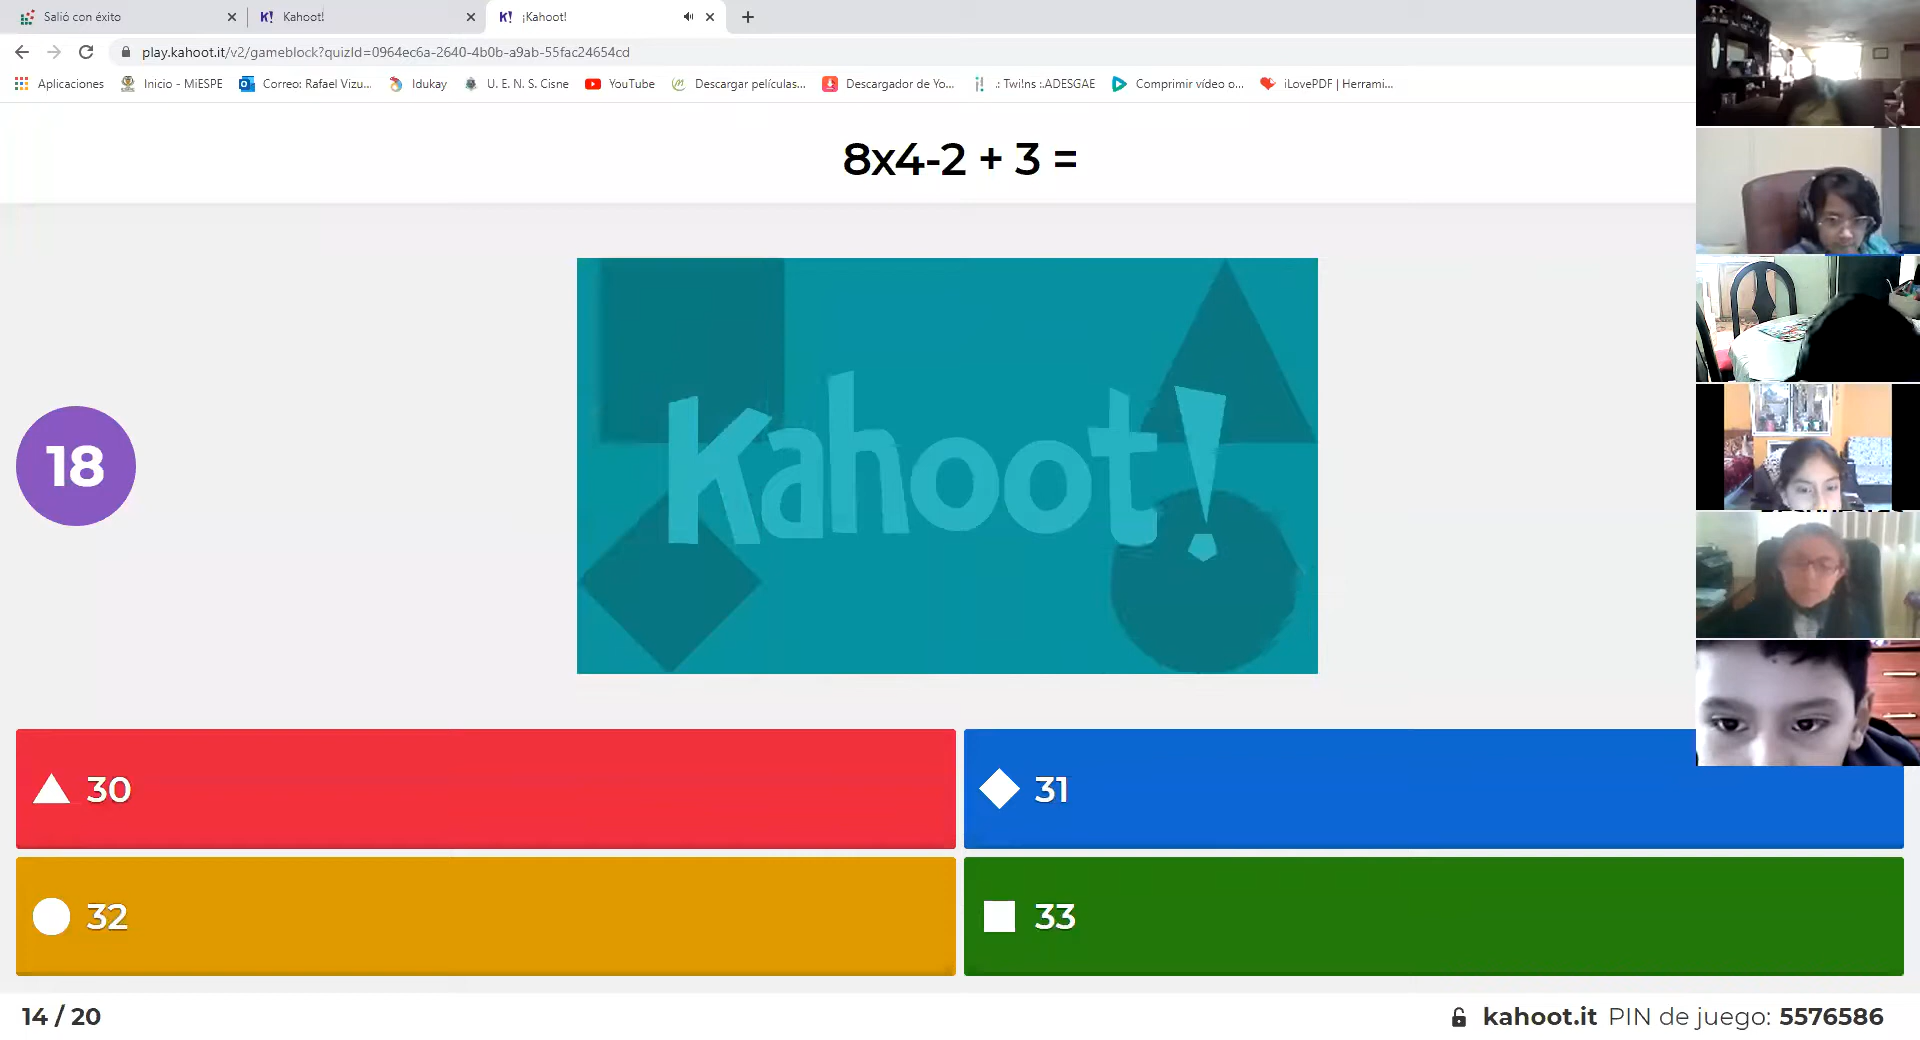 Salió con éxito
Kahoot!
¡Kahoot!
play.kahoot.it/v2/gameblock?quizId=0964ec6a-2640-4b0b-a9ab-55fac24654cd
Aplicaciones Inicio - MiESPE Correo: Rafael Vizu... Idukay U. E. N. S. Cisne YouTube Descargar películas... Descargador de Yo... .: Twi!ns :.ADESGAE Comprimir vídeo o... iLovePDF | Herrami...
8x4-2 + 3 =
18
Kahoot!
30
31
32
33
14 / 20
kahoot.it PIN de juego: 5576586